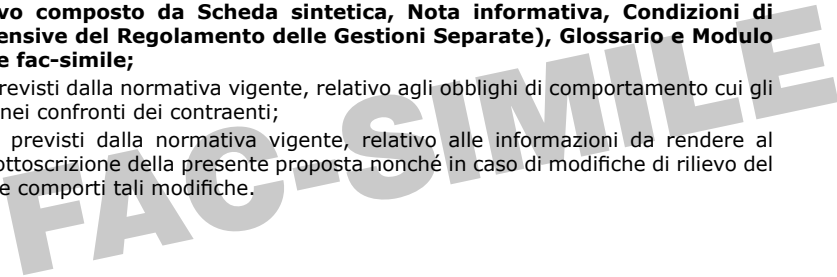 vo composto da Scheda sintetica, Nota informativa, Condizioni di
ensive del Regolamento delle Gestioni Separate), Glossario e Modulo
e fac-simile;
revisti dalla normativa vigente, relativo agli obblighi di comportamento cui gli
nei confronti dei contraenti;
previsti dalla normativa vigente, relativo alle informazioni da rendere al
ottoscrizione della presente proposta nonché in caso di modifiche di rilievo del
e comporti tali modifiche.
FAC-SIMILE